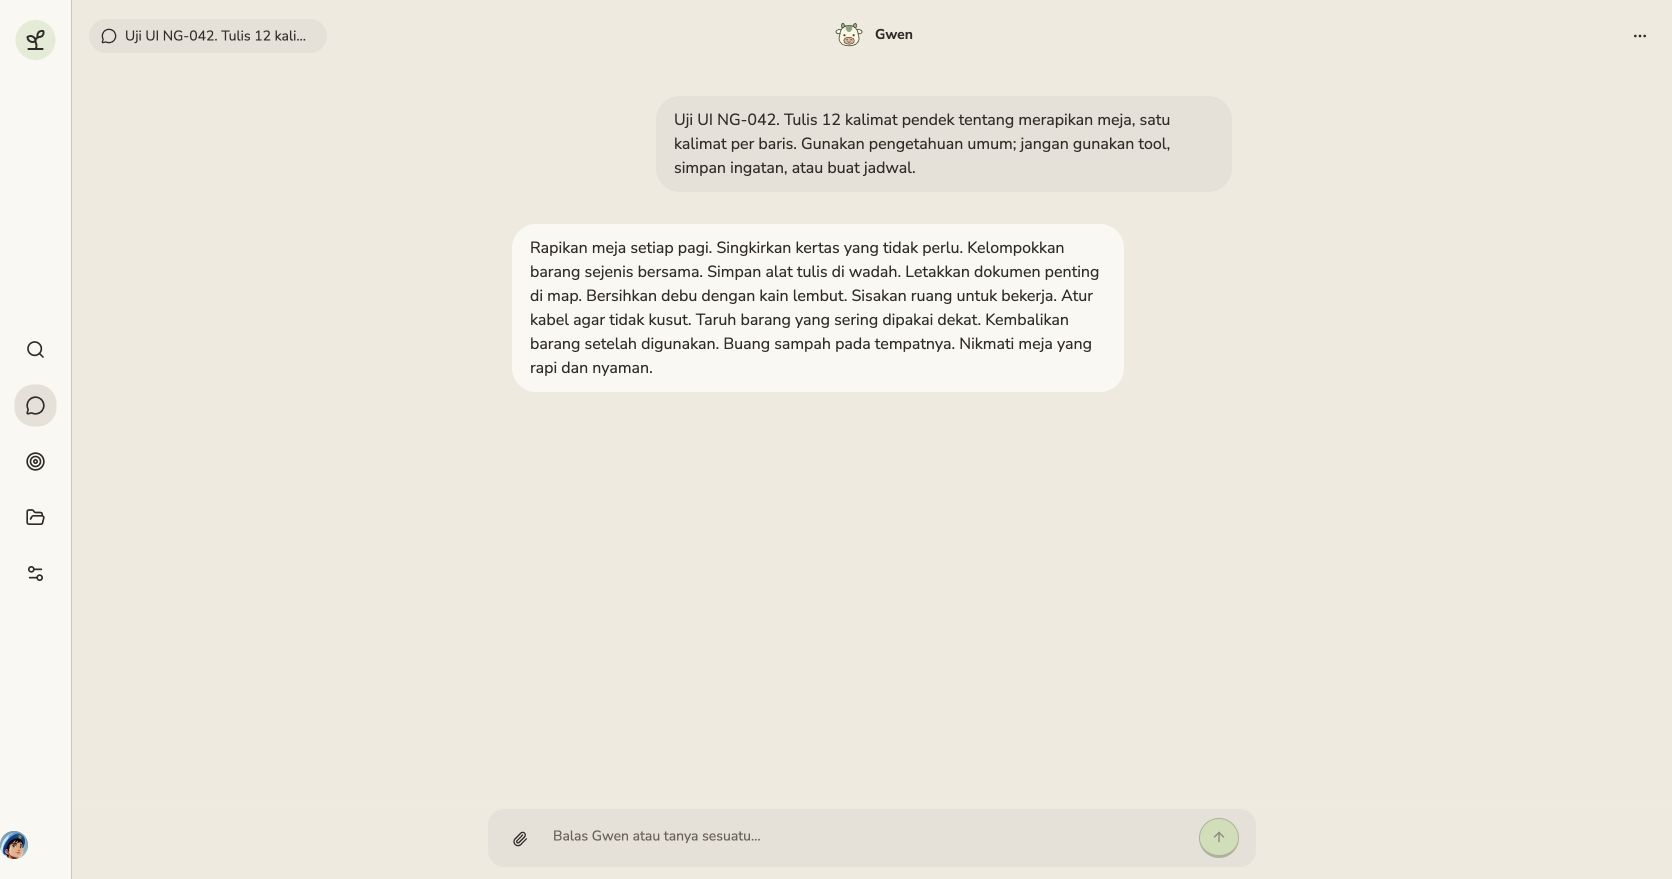 Uji UI NG-042. Tulis 12 kali...
Gwen
Uji UI NG-042. Tulis 12 kalimat pendek tentang merapikan meja, satu
kalimat per baris. Gunakan pengetahuan umum; jangan gunakan tool,
simpan ingatan, atau buat jadwal.
Rapikan meja setiap pagi. Singkirkan kertas yang tidak perlu. Kelompokkan
barang sejenis bersama. Simpan alat tulis di wadah. Letakkan dokumen penting
di map. Bersihkan debu dengan kain lembut. Sisakan ruang untuk bekerja. Atur
kabel agar tidak kusut. Taruh barang yang sering dipakai dekat. Kembalikan
barang setelah digunakan. Buang sampah pada tempatnya. Nikmati meja yang
rapi dan nyaman.
Balas Gwen atau tanya sesuatu...